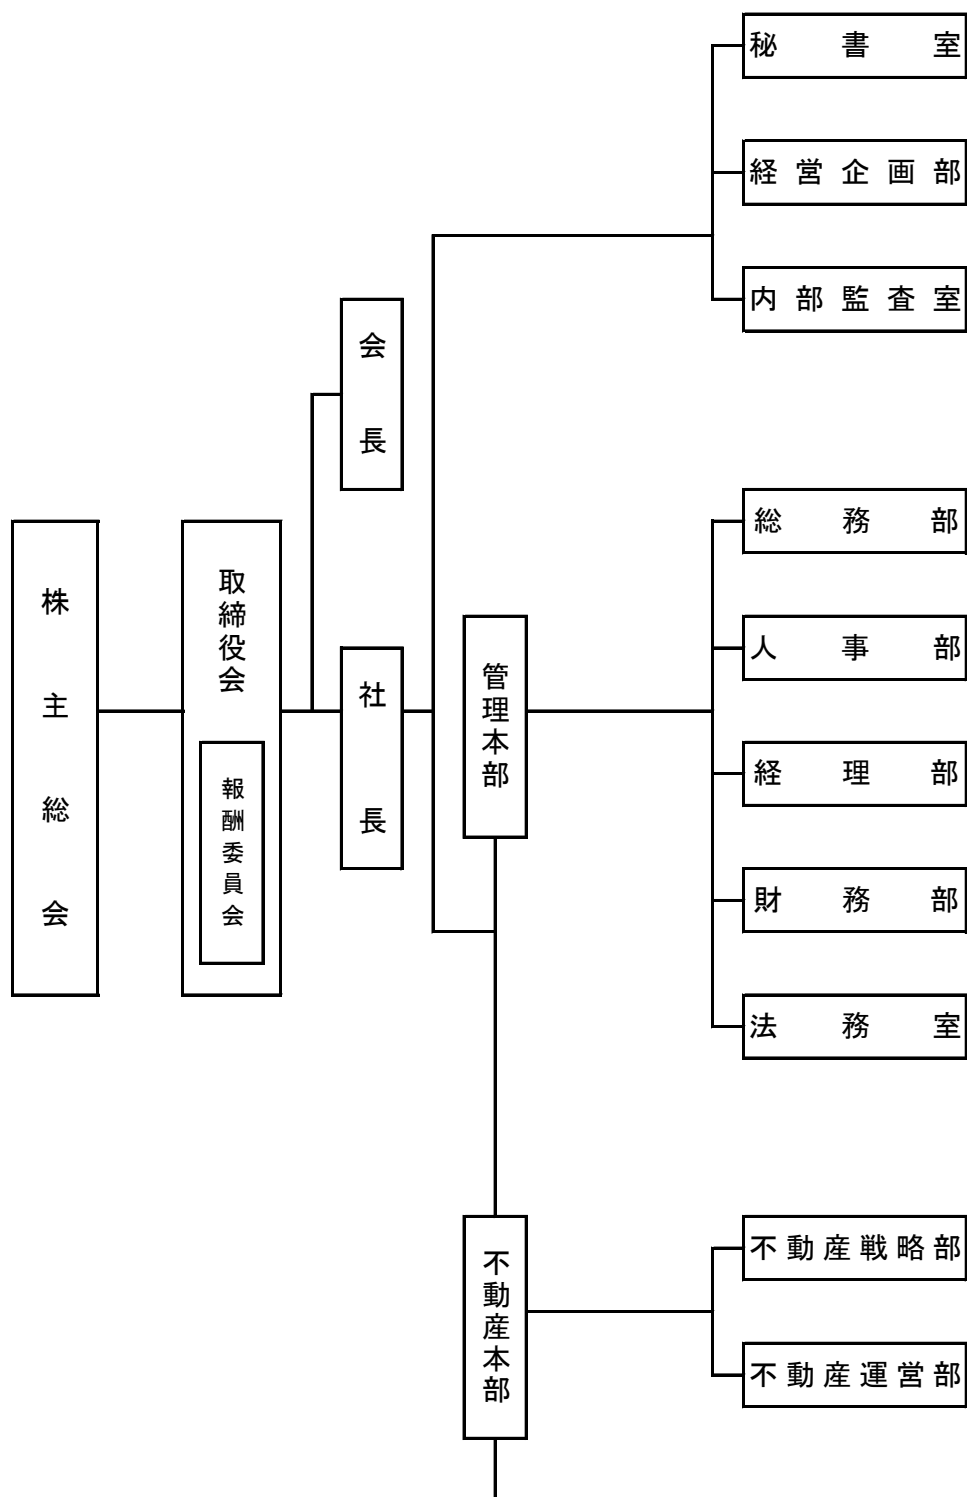 株主総会
取締役会
報酬委員会
会長
社長
秘書室
経営企画部
内部監査室
管理本部
総務部
人事部
経理部
財務部
法務室
不動産本部
不動産戦略部
不動産運営部